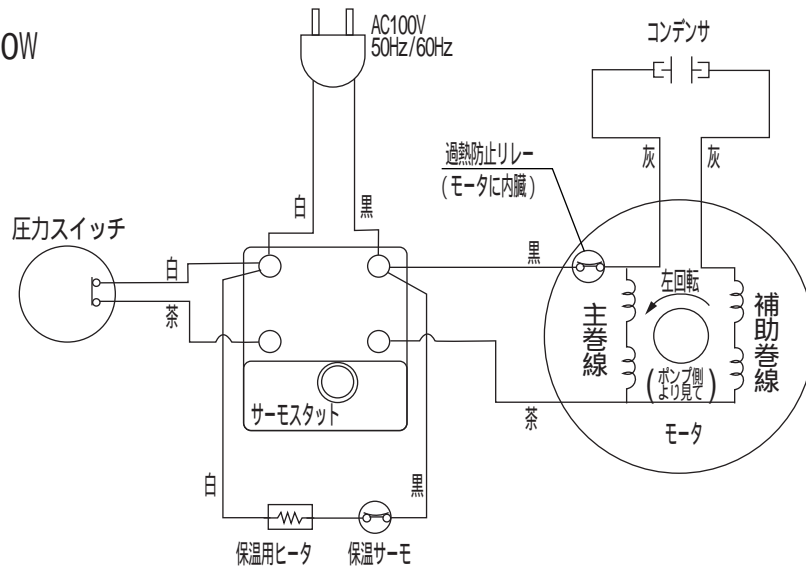 0W
AC100V
50Hz/60Hz
コンデンサ
過熱防止リレー
(モータに内臓)
灰
灰
白
黒
圧力スイッチ
白
茶
黒
左回転
主巻線
補助巻線
(ポンプ側
より見て)
サーモスタット
茶
モータ
白
黒
保温用ヒータ
保温サーモ